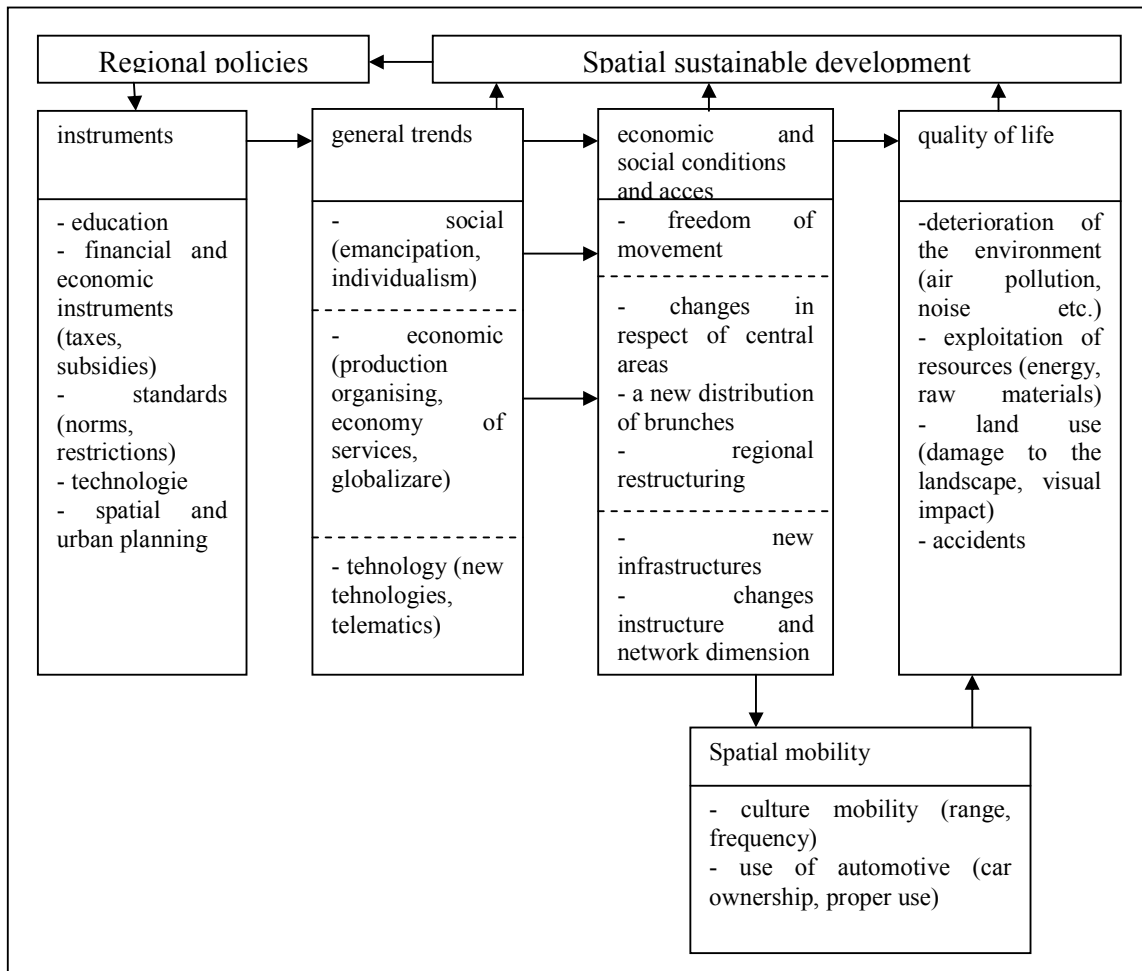 Regional policies
Spatial sustainable development
instruments
- education
- financial and
economic
instruments
(taxes,
subsidies)
- standards
(norms,
restrictions)
- technologie
- spatial and
urban planning
general trends
- social
(emancipation,
individualism)
- economic
(production
organising,
economy of
services,
globalizare)
- tehnology (new
tehnologies,
telematics)
economic and
social conditions
and acces
- freedom of
movement
- changes in
respect of central
areas
- a new distribution
of brunches
- regional
restructuring
- new
infrastructures
- changes
instructure and
network dimension
quality of life
-deterioration of
the environment
(air pollution,
noise etc.)
- exploitation of
resources (energy,
raw materials)
- land use
(damage to the
landscape, visual
impact)
- accidents
Spatial mobility
- culture mobility (range,
frequency)
- use of automotive (car
ownership, proper use)